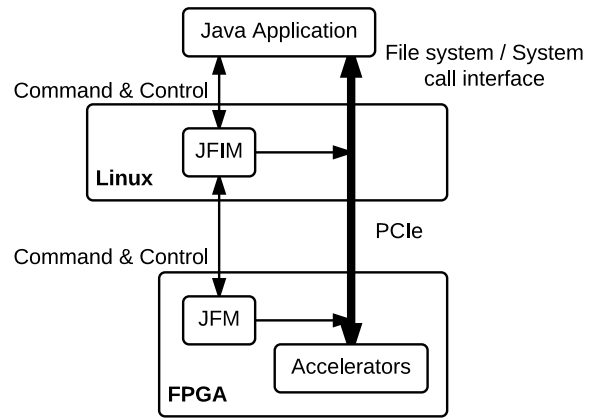 Java Application
File system / System
call interface
Command & Control
JFIM
Linux
PCIe
Command & Control
JFM
Accelerators
FPGA